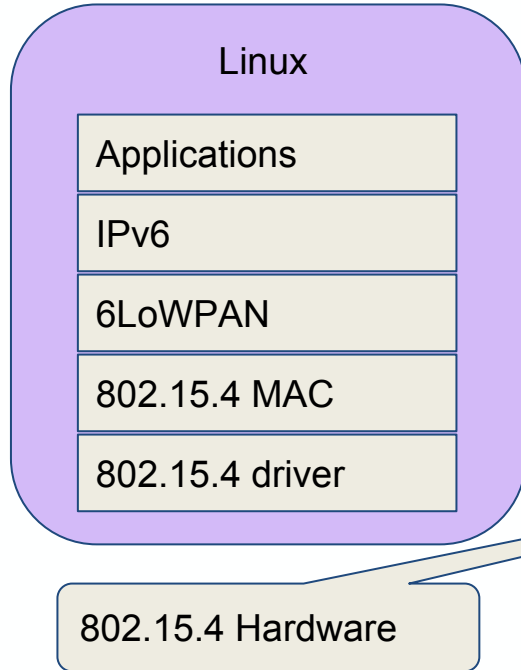 Linux
Applications
IPv6
6LoWPAN
802.15.4 MAC
802.15.4 driver
802.15.4 Hardware